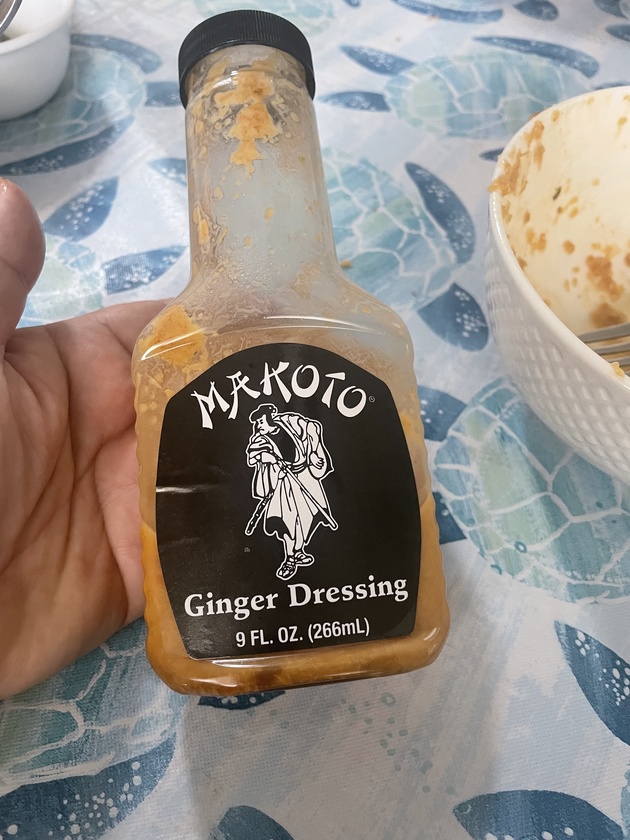 MAKOTO®
Ginger Dressing
9 FL. OZ. (266mL)